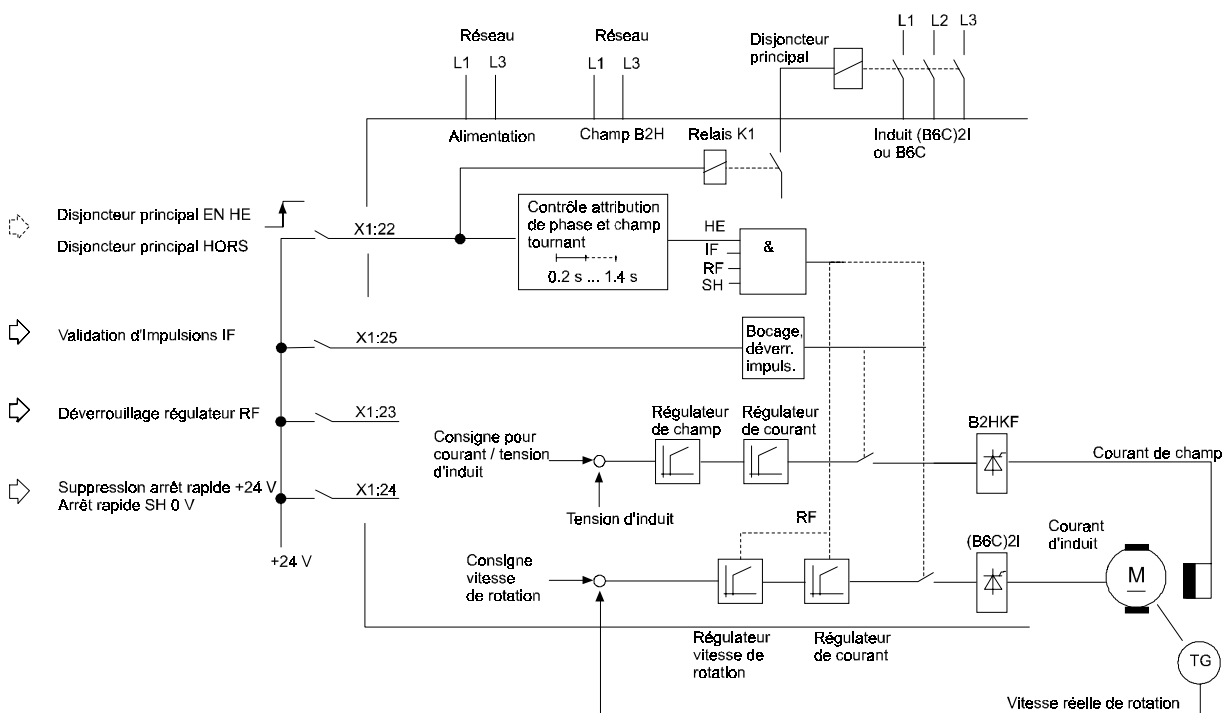 Réseau
Réseau
L1 L3
L1 L3
Disjoncteur
principal
L1 L2 L3
Alimentation
Champ B2H
Relais K1
Induit (B6C)2I
ou B6C
Disjoncteur principal EN HE
Disjoncteur principal HORS
X1:22
Contrôle attribution
de phase et champ
tournant
0.2 s ... 1.4 s
HE
IF
RF
SH
&
Validation d'Impulsions IF
X1:25
Bocage,
déverr.
impuls.
Déverrouillage régulateur RF
X1:23
Consigne pour
courant / tension
d'induit
Régulateur
de champ
Régulateur
de courant
B2HKF
Courant de champ
Suppression arrêt rapide +24 V
Arrêt rapide SH 0 V
X1:24
Tension d'induit
RF
+24 V
Consigne
vitesse
de rotation
(B6C)2I
Courant
d'induit
M
Régulateur
vitesse de
rotation
Régulateur
de courant
TG
Vitesse réelle de rotation